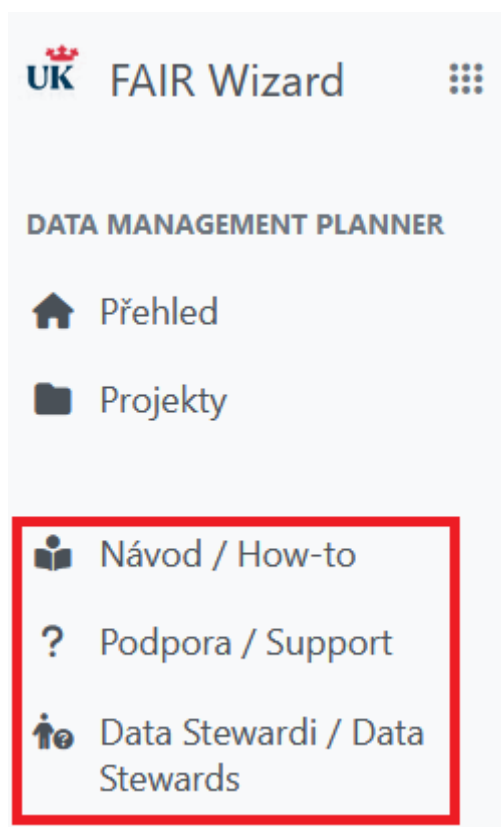 UK FAIR Wizard
DATA MANAGEMENT PLANNER
Přehled
Projekty
Návod / How-to
? Podpora / Support
Data Stewardi / Data
Stewards